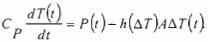 C_P dT(t)/dt = P(t) − h(ΔT)AΔT(t).